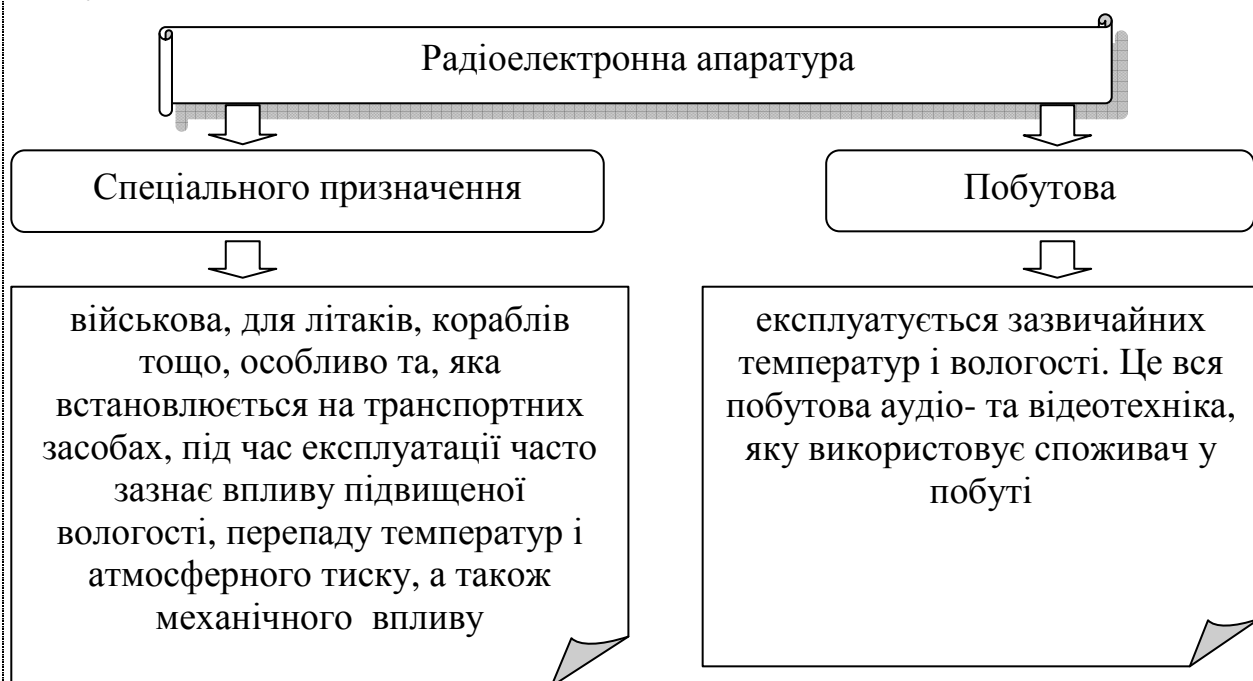 Радіоелектронна апаратура
Спеціального призначення
Побутова
військова, для літаків, кораблів
тощо, особливо та, яка
встановлюється на транспортних
засобах, під час експлуатації часто
зазнає впливу підвищеної
вологості, перепаду температур і
атмосферного тиску, а також
механічного впливу
експлуатується зазвичайних
температур і вологості. Це вся
побутова аудіо- та відеотехніка,
яку використовує споживач у
побуті